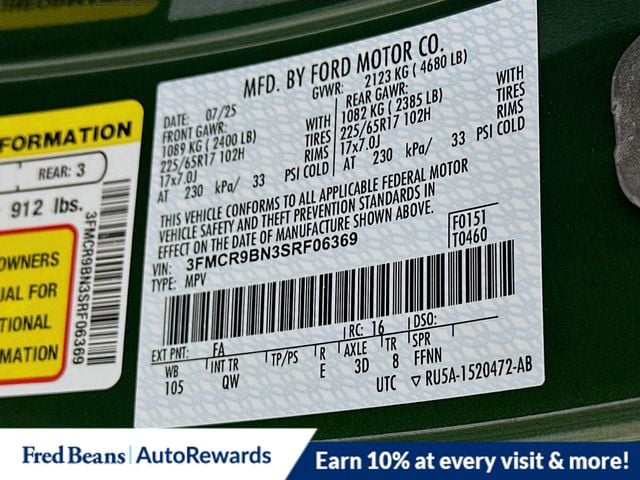 FORMATION
REAR: 3
912 lbs.
OWNERS
UAL FOR
TIONAL
MATION
3FMCR9BN3SRF06369
MFD. BY FORD MOTOR CO.
DATE: 07/25 GVWR: 2123 KG ( 4680 LB)
FRONT GAWR: REAR GAWR:
1089 KG ( 2400 LB) WITH 1082 KG ( 2385 LB) WITH
225/65R17 102H TIRES 225/65R17 102H TIRES
17x7.0J RIMS 17x7.0J RIMS
AT 230 kPa/ 33 PSI COLD AT 230 kPa/ 33 PSI COLD
THIS VEHICLE CONFORMS TO ALL APPLICABLE FEDERAL MOTOR
VEHICLE SAFETY AND THEFT PREVENTION STANDARDS IN
EFFECT ON THE DATE OF MANUFACTURE SHOWN ABOVE.
VIN: 3FMCR9BN3SRF06369
TYPE: MPV
F0151
T0460
RC: 16 DSO:
EXT PNT: FA
WB INT TR TP/PS R AXLE TR SPR
105 QW E 3D 8 FFNN
UTC ▽ RU5A-1520472-AB
Fred Beans | AutoRewards
Earn 10% at every visit & more!